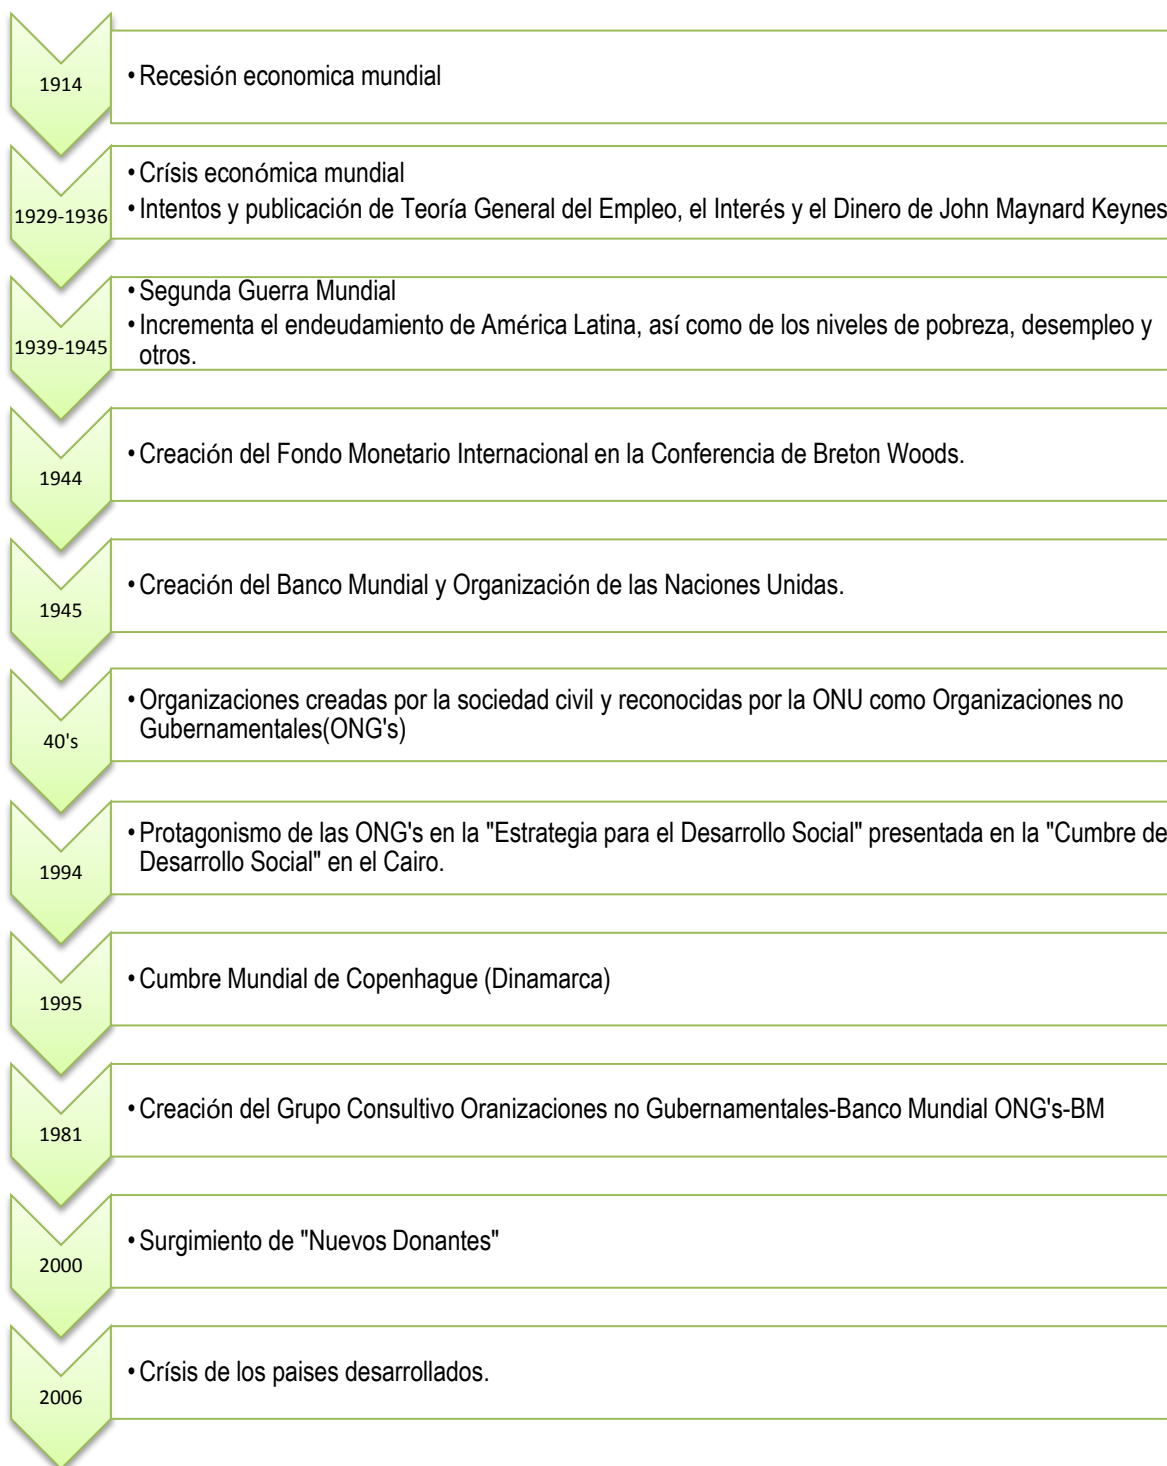 1914
• Recesión economica mundial
1929-1936
• Crísis económica mundial
• Intentos y publicación de Teoría General del Empleo, el Interés y el Dinero de John Maynard Keynes
1939-1945
• Segunda Guerra Mundial
• Incrementa el endeudamiento de América Latina, así como de los niveles de pobreza, desempleo y
otros.
1944
• Creación del Fondo Monetario Internacional en la Conferencia de Breton Woods.
1945
• Creación del Banco Mundial y Organización de las Naciones Unidas.
40's
• Organizaciones creadas por la sociedad civil y reconocidas por la ONU como Organizaciones no
Gubernamentales(ONG's)
1994
• Protagonismo de las ONG's en la "Estrategia para el Desarrollo Social" presentada en la "Cumbre de
Desarrollo Social" en el Cairo.
1995
• Cumbre Mundial de Copenhague (Dinamarca)
1981
• Creación del Grupo Consultivo Oranizaciones no Gubernamentales-Banco Mundial ONG's-BM
2000
• Surgimiento de "Nuevos Donantes"
2006
• Crísis de los paises desarrollados.